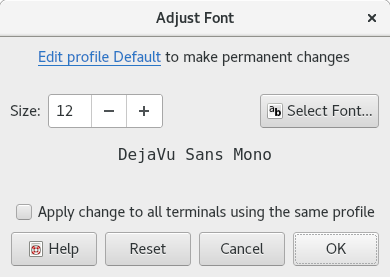 Adjust Font
Edit profile Default to make permanent changes
Size: 12 Select Font...
DejaVu Sans Mono
Apply change to all terminals using the same profile
Help Reset Cancel OK